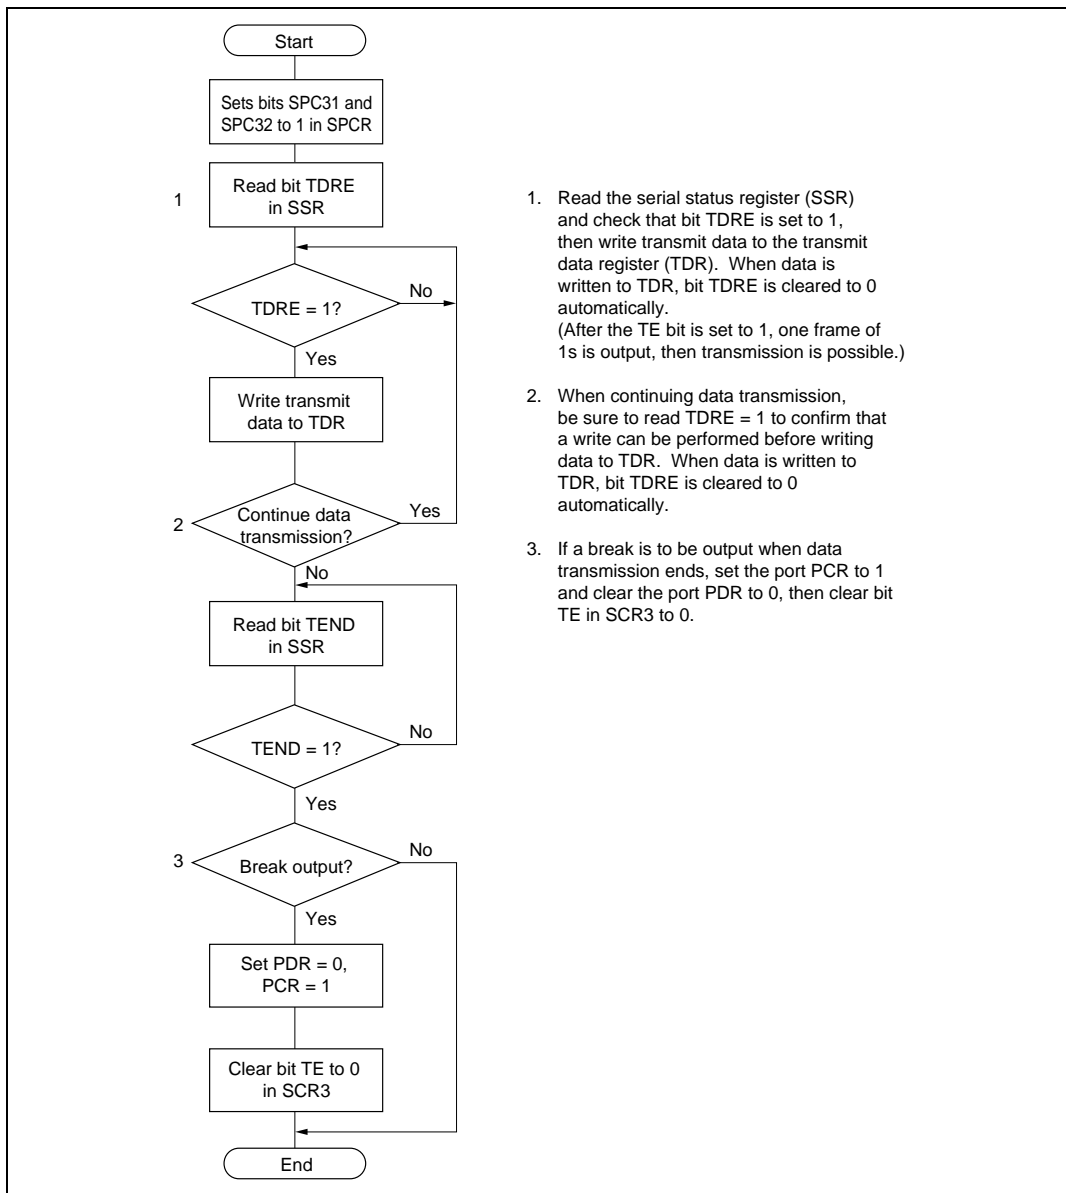 Start
Sets bits SPC31 and
SPC32 to 1 in SPCR
1
Read bit TDRE
in SSR
TDRE = 1?
No
Yes
Write transmit
data to TDR
2
Continue data
transmission?
Yes
No
Read bit TEND
in SSR
TEND = 1?
No
Yes
3
Break output?
No
Yes
Set PDR = 0,
PCR = 1
Clear bit TE to 0
in SCR3
End
1. Read the serial status register (SSR)
and check that bit TDRE is set to 1,
then write transmit data to the transmit
data register (TDR). When data is
written to TDR, bit TDRE is cleared to 0
automatically.
(After the TE bit is set to 1, one frame of
1s is output, then transmission is possible.)
2. When continuing data transmission,
be sure to read TDRE = 1 to confirm that
a write can be performed before writing
data to TDR. When data is written to
TDR, bit TDRE is cleared to 0
automatically.
3. If a break is to be output when data
transmission ends, set the port PCR to 1
and clear the port PDR to 0, then clear bit
TE in SCR3 to 0.